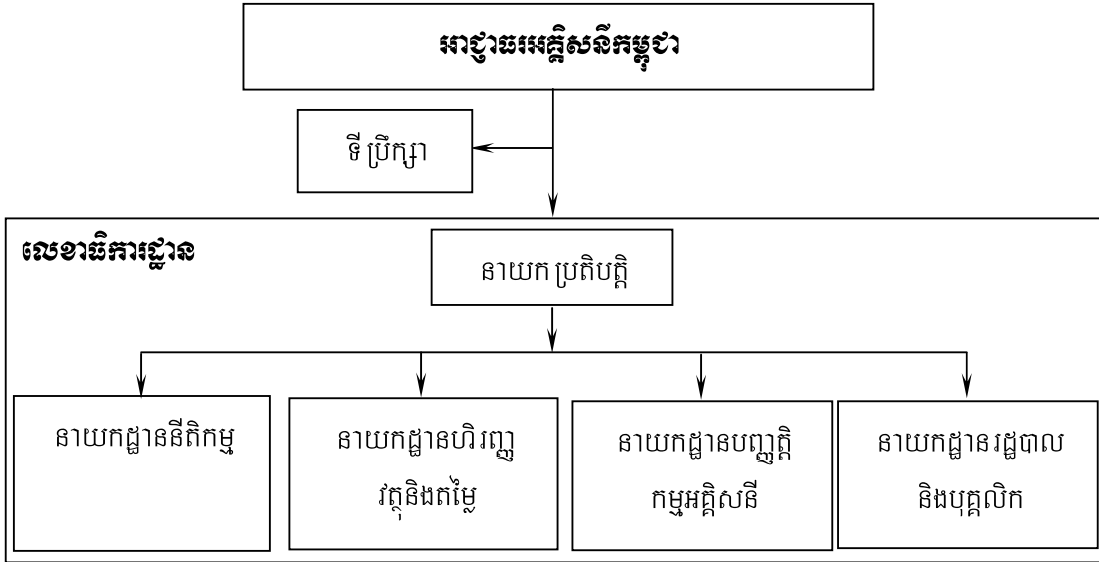 អាជ្ញាធរអគ្គិសនីកម្ពុជា
ទីប្រឹក្សា
លេខាធិការដ្ឋាន
នាយកប្រតិបត្តិ
នាយកដ្ឋាននីតិកម្ម
នាយកដ្ឋានហិរញ្ញ
វត្ថុនិងតម្លៃ
នាយកដ្ឋានបញ្ញត្តិ
កម្មអគ្គិសនី
នាយកដ្ឋានរដ្ឋបាល
និងបុគ្គលិក